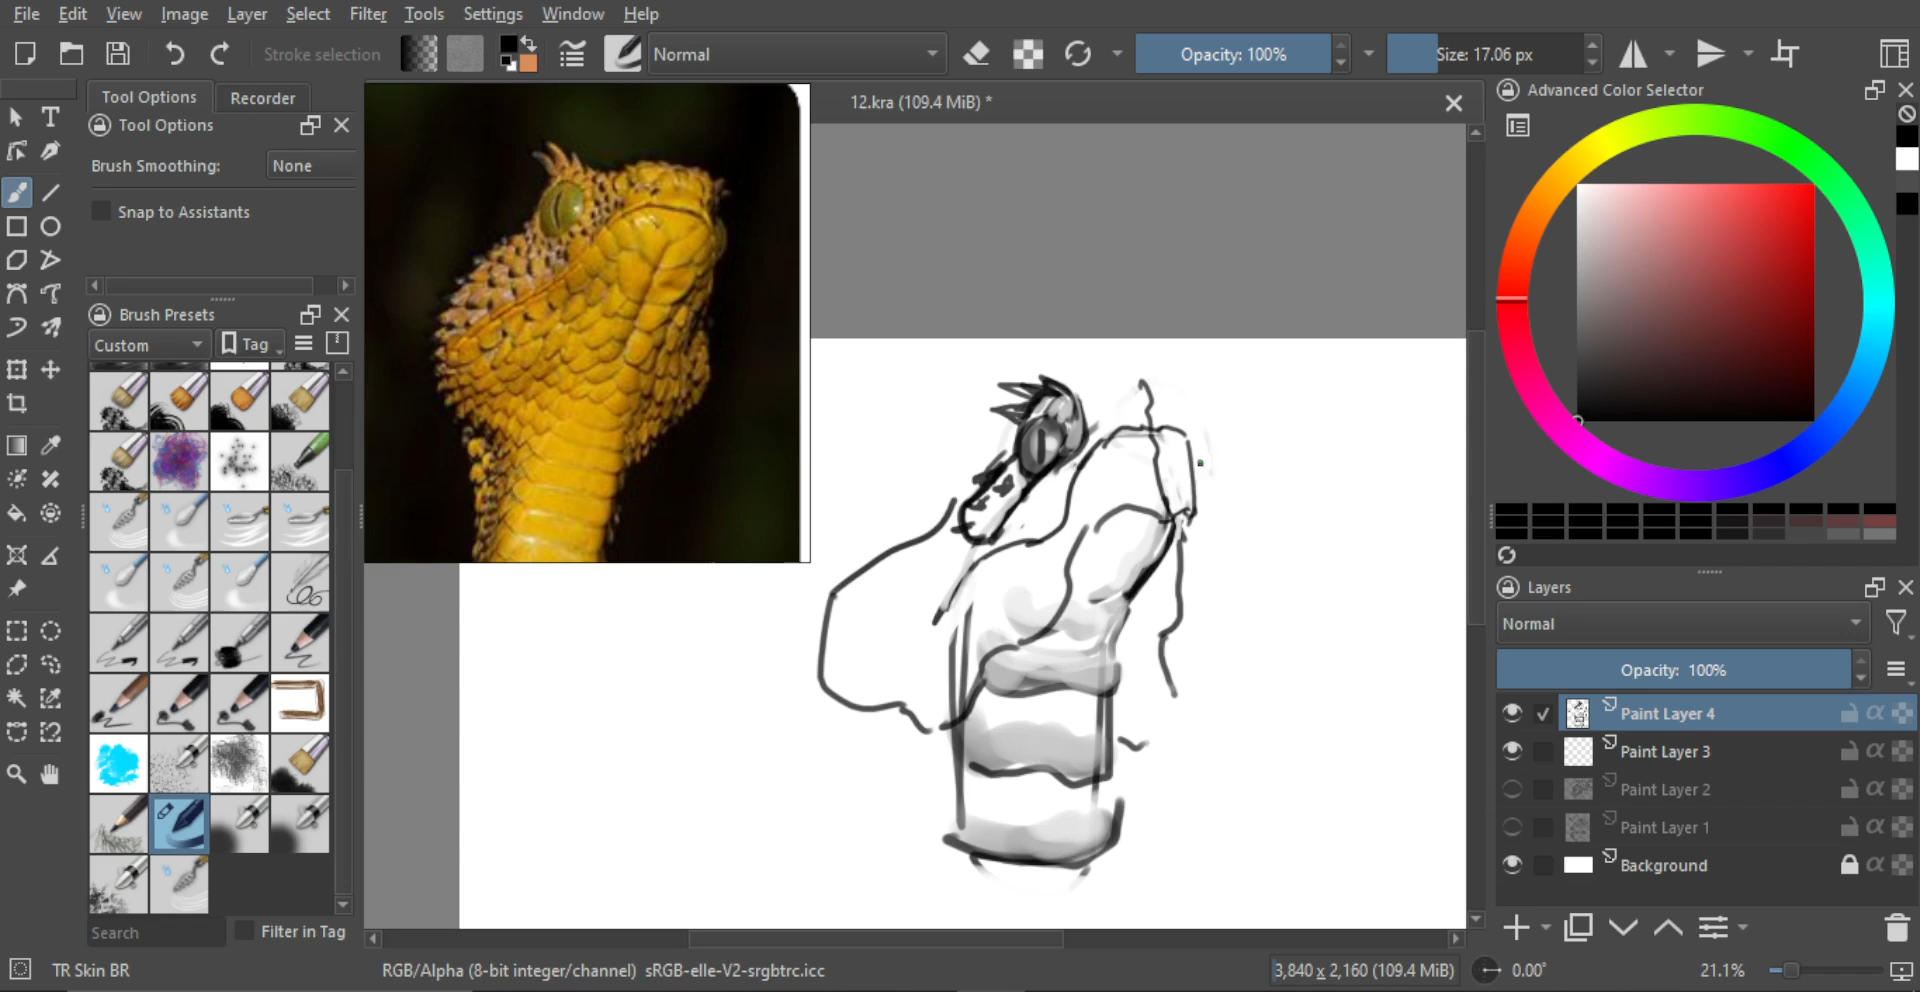 File Edit View Image Layer Select Filter Tools Settings Window Help
Stroke selection
Normal
Opacity: 100%
Size: 17.06 px
Tool Options
Recorder
Tool Options
Brush Smoothing:
None
Snap to Assistants
Brush Presets
Custom
Tag
Search
Filter in Tag
12.kra (109.4 MiB) *
Advanced Color Selector
Layers
Normal
Opacity: 100%
Paint Layer 4
Paint Layer 3
Paint Layer 2
Paint Layer 1
Background
TR Skin BR
RGB/Alpha (8-bit integer/channel) sRGB-elle-V2-srgbtrc.icc
3,840 x 2,160 (109.4 MiB)
0.00°
21.1%